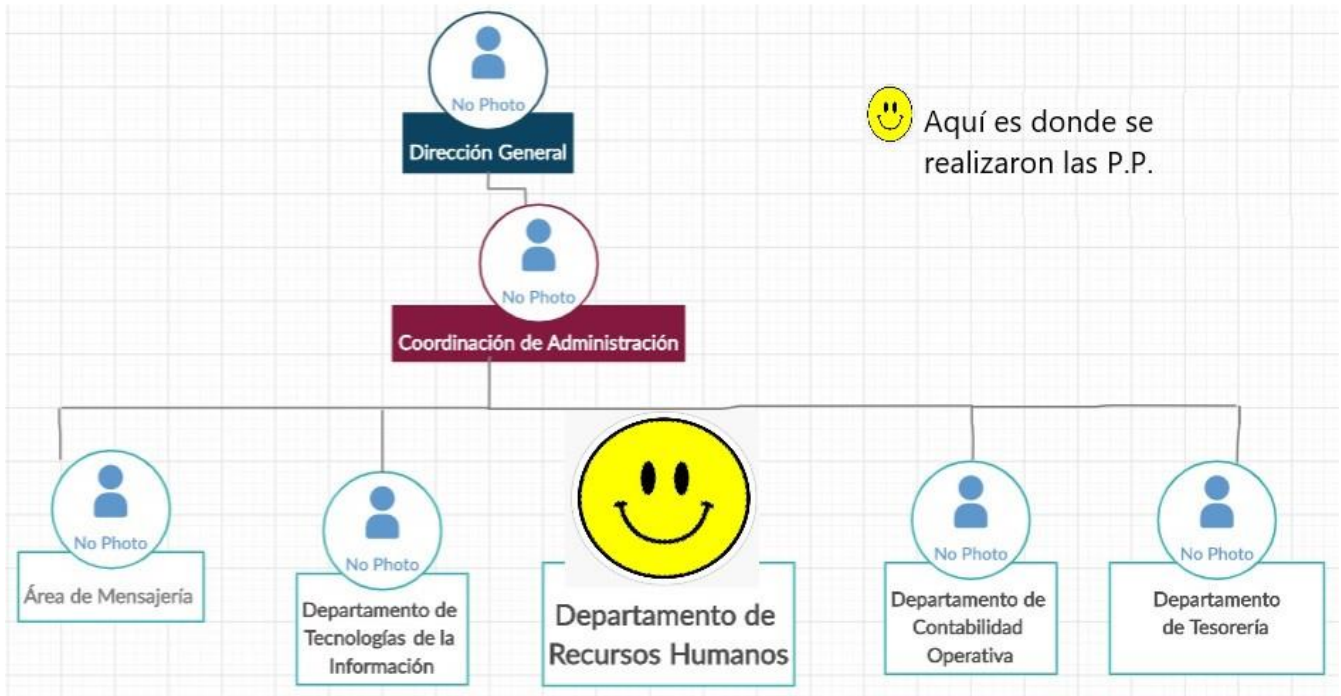 No Photo
Dirección General
Aquí es donde se
realizaron las P.P.
No Photo
Coordinación de Administración
No Photo
Área de Mensajería
No Photo
Departamento de
Tecnologías de la
Información
Departamento de
Recursos Humanos
No Photo
Departamento de
Contabilidad
Operativa
No Photo
Departamento
de Tesorería